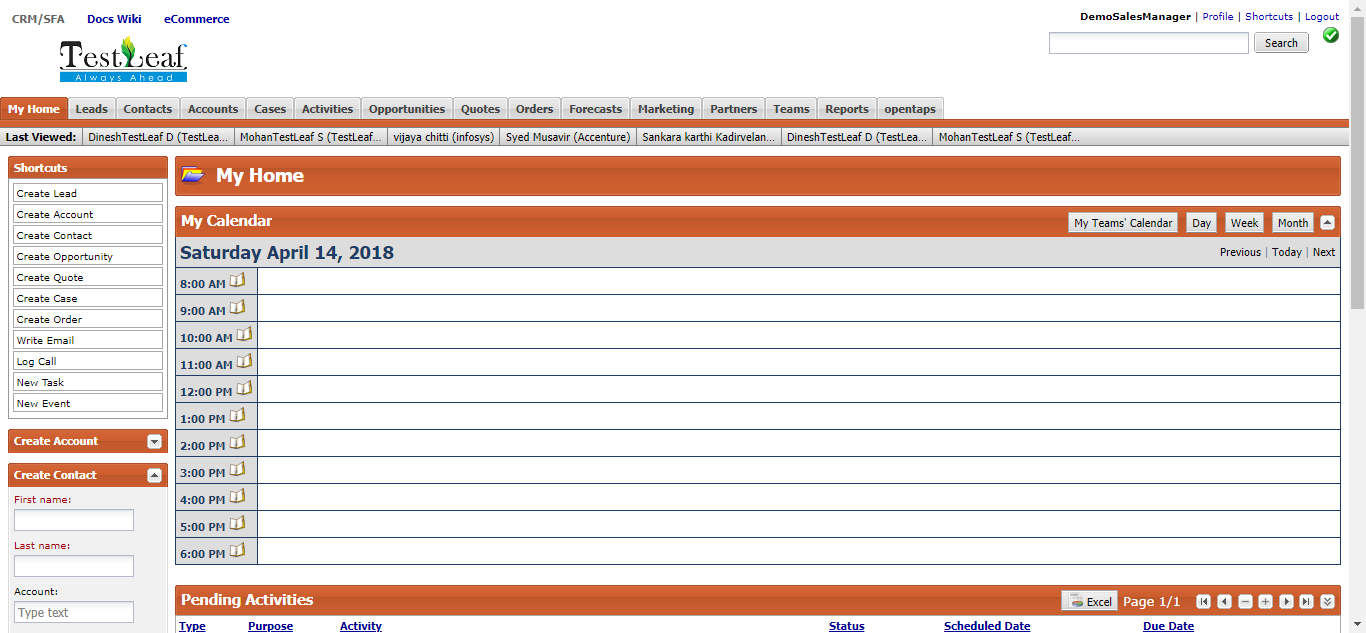 CRM/SFA Docs Wiki eCommerce
DemoSalesManager | Profile | Shortcuts | Logout
Search
TestLeaf
Always Ahead
My Home Leads Contacts Accounts Cases Activities Opportunities Quotes Orders Forecasts Marketing Partners Teams Reports opentaps
Last Viewed: DineshTestLeaf D (TestLea... MohanTestLeaf S (TestLeaf... vijaya chitti (infosys) Syed Musavir (Accenture) Sankara karthi Kadirvelan... DineshTestLeaf D (TestLea... MohanTestLeaf S (TestLeaf...
Shortcuts
Create Lead
Create Account
Create Contact
Create Opportunity
Create Quote
Create Case
Create Order
Write Email
Log Call
New Task
New Event
Create Account
Create Contact
First name:
Last name:
Account:
Type text
My Home
My Calendar
My Teams' Calendar Day Week Month
Saturday April 14, 2018
Previous | Today | Next
8:00 AM
9:00 AM
10:00 AM
11:00 AM
12:00 PM
1:00 PM
2:00 PM
3:00 PM
4:00 PM
5:00 PM
6:00 PM
Pending Activities
Excel Page 1/1
Type Purpose Activity Status Scheduled Date Due Date